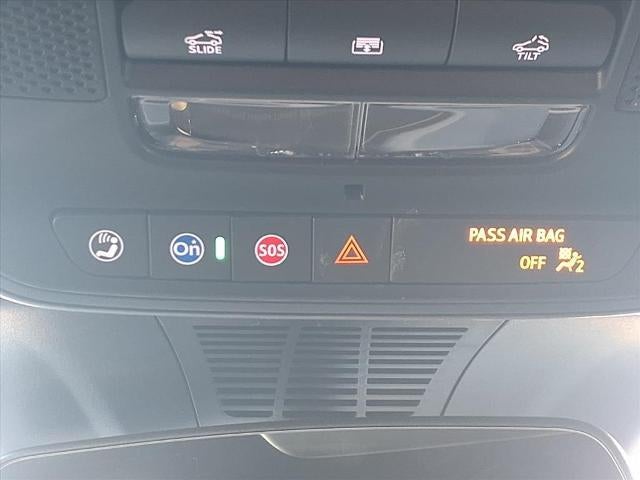 SLIDE
TILT
On
SOS
PASS AIR BAG
OFF 2